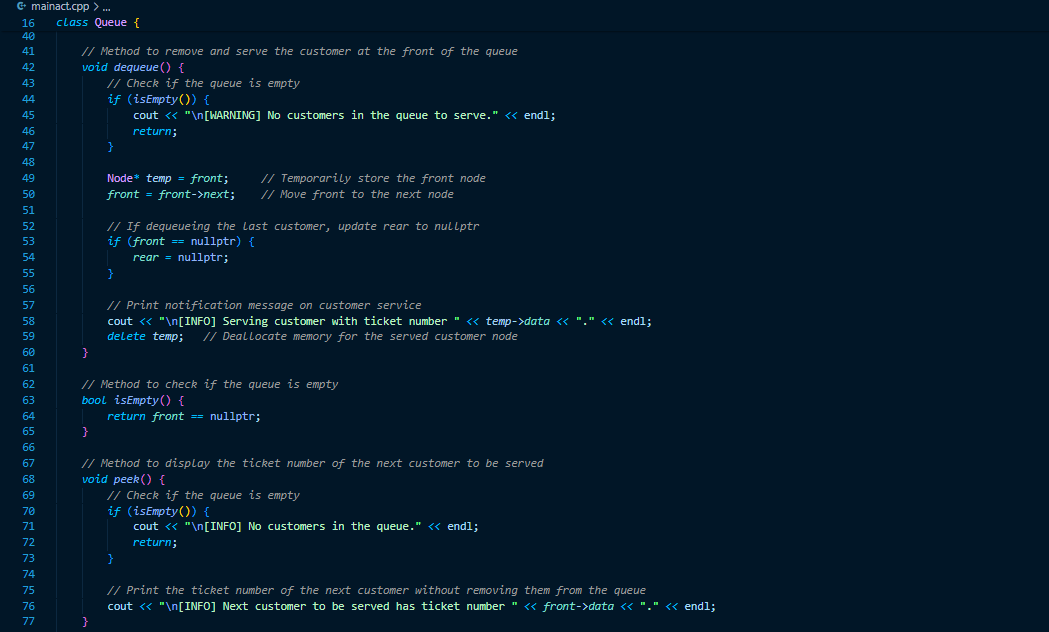 mainact.cpp > ...
16 class Queue {
40
41 // Method to remove and serve the customer at the front of the queue
42 void dequeue() {
43 // Check if the queue is empty
44 if (isEmpty()) {
45 cout << "\n[WARNING] No customers in the queue to serve." << endl;
46 return;
47 }
48
49 Node* temp = front; // Temporarily store the front node
50 front = front->next; // Move front to the next node
51
52 // If dequeueing the last customer, update rear to nullptr
53 if (front == nullptr) {
54 rear = nullptr;
55 }
56
57 // Print notification message on customer service
58 cout << "\n[INFO] Serving customer with ticket number " << temp->data << "." << endl;
59 delete temp; // Deallocate memory for the served customer node
60 }
61
62 // Method to check if the queue is empty
63 bool isEmpty() {
64 return front == nullptr;
65 }
66
67 // Method to display the ticket number of the next customer to be served
68 void peek() {
69 // Check if the queue is empty
70 if (isEmpty()) {
71 cout << "\n[INFO] No customers in the queue." << endl;
72 return;
73 }
74
75 // Print the ticket number of the next customer without removing them from the queue
76 cout << "\n[INFO] Next customer to be served has ticket number " << front->data << "." << endl;
77 }